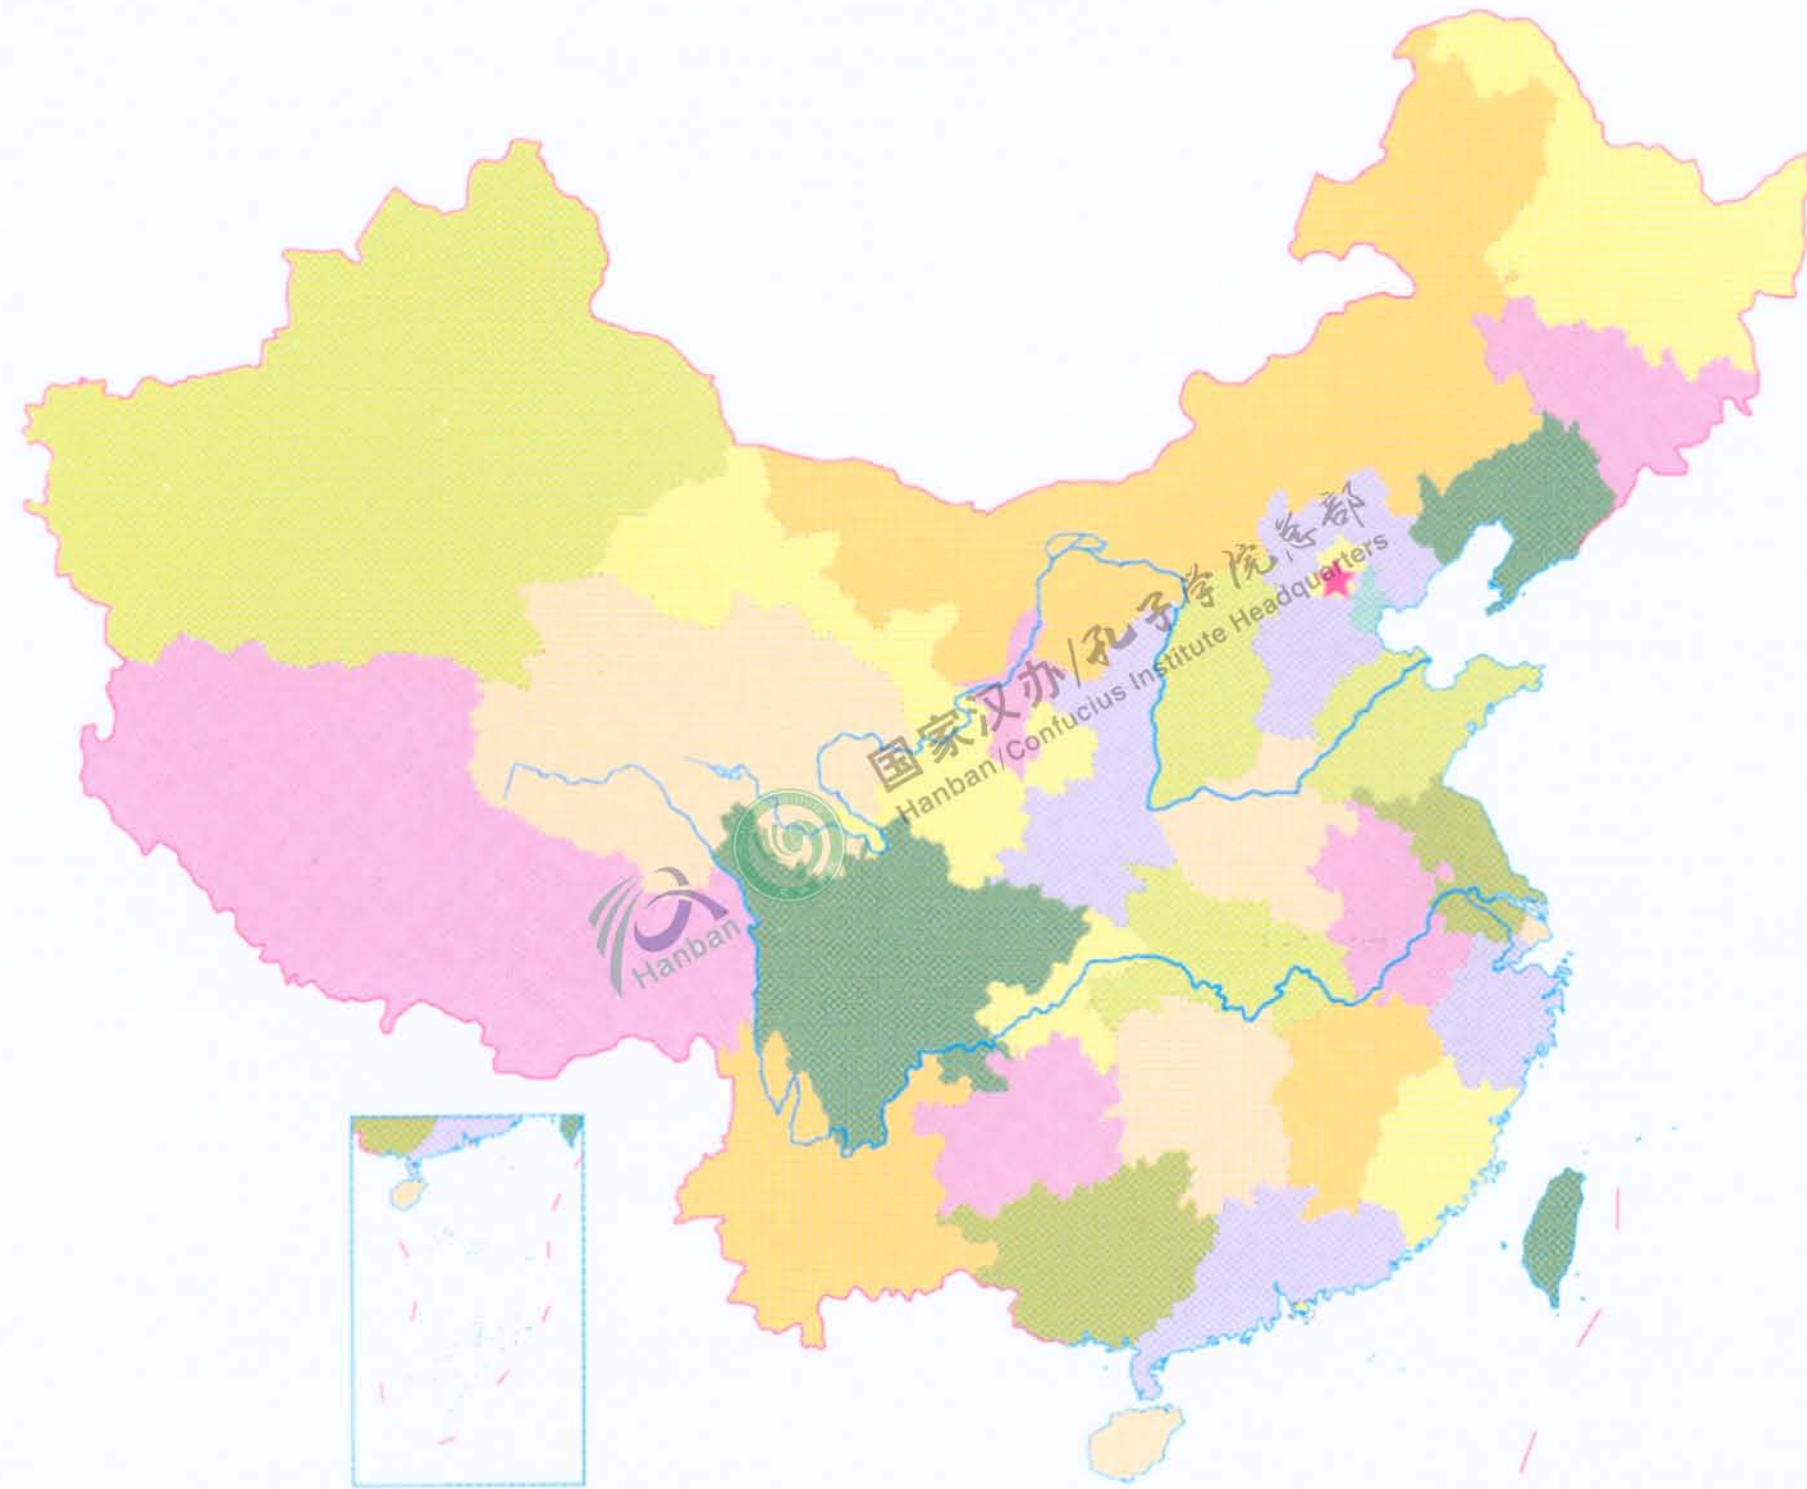 国家汉办/孔子学院总部
Hanban/Confucius Institute Headquarters
Hanban